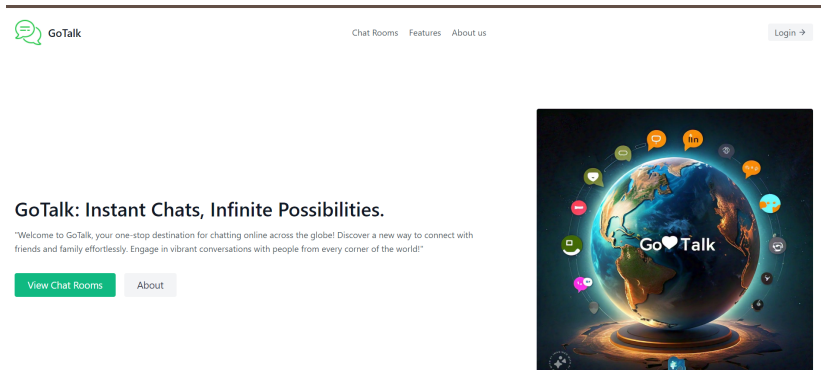 GoTalk
Chat Rooms Features About us
Login →
GoTalk: Instant Chats, Infinite Possibilities.
"Welcome to GoTalk, your one-stop destination for chatting online across the globe! Discover a new way to connect with
friends and family effortlessly. Engage in vibrant conversations with people from every corner of the world!"
View Chat Rooms About
lin
Go Talk